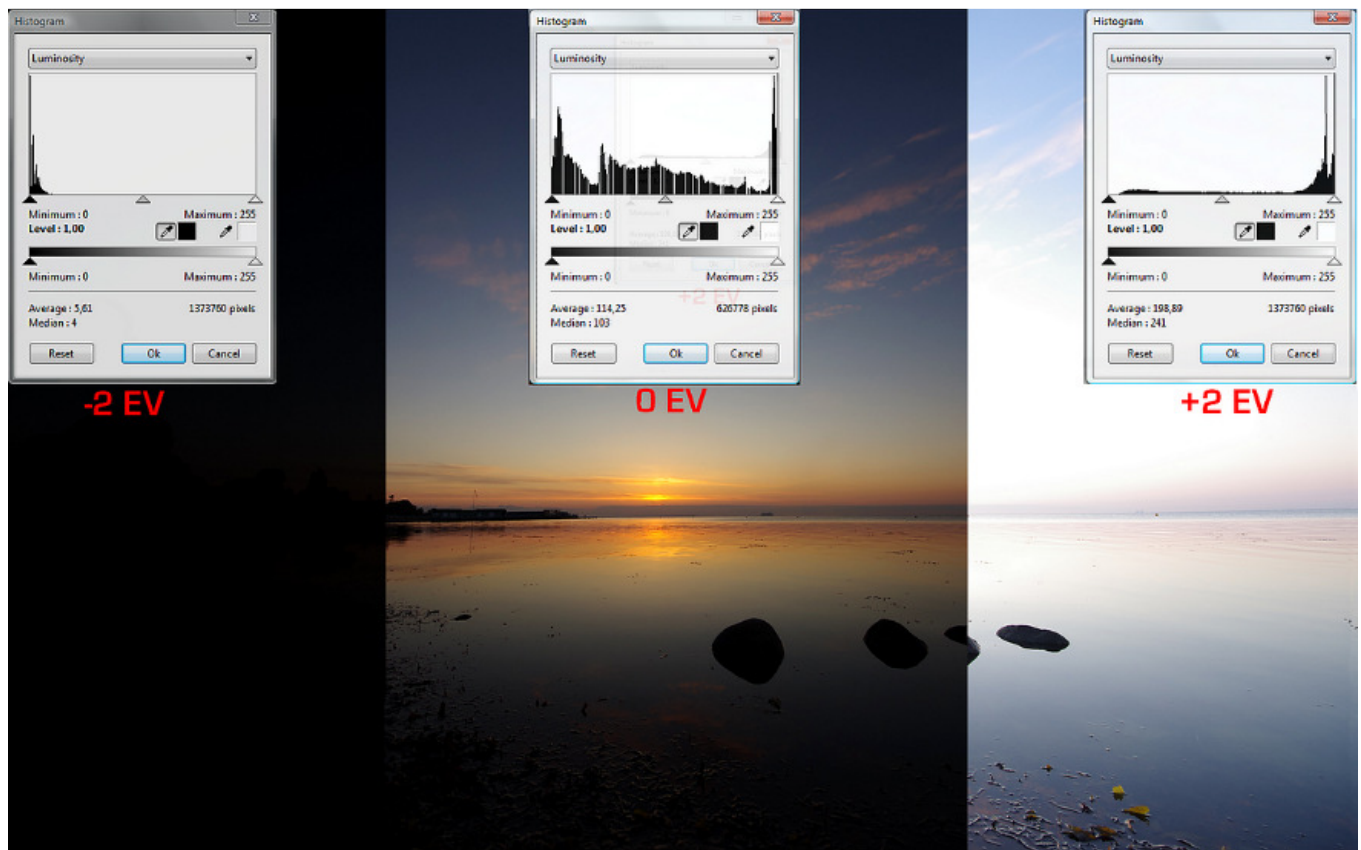 Histogram
Luminosity
Minimum : 0 Maximum : 255
Level : 1,00
Minimum : 0 Maximum : 255
Average : 5,61 1373760 pixels
Median : 4
Reset Ok Cancel
-2 EV
Histogram
Luminosity
Minimum : 0 Maximum : 255
Level : 1,00
Minimum : 0 Maximum : 255
+2 EV
Average : 114,25 626778 pixels
Median : 103
Reset Ok Cancel
0 EV
Histogram
Luminosity
Minimum : 0 Maximum : 255
Level : 1,00
Minimum : 0 Maximum : 255
Average : 198,89 1373760 pixels
Median : 241
Reset Ok Cancel
+2 EV